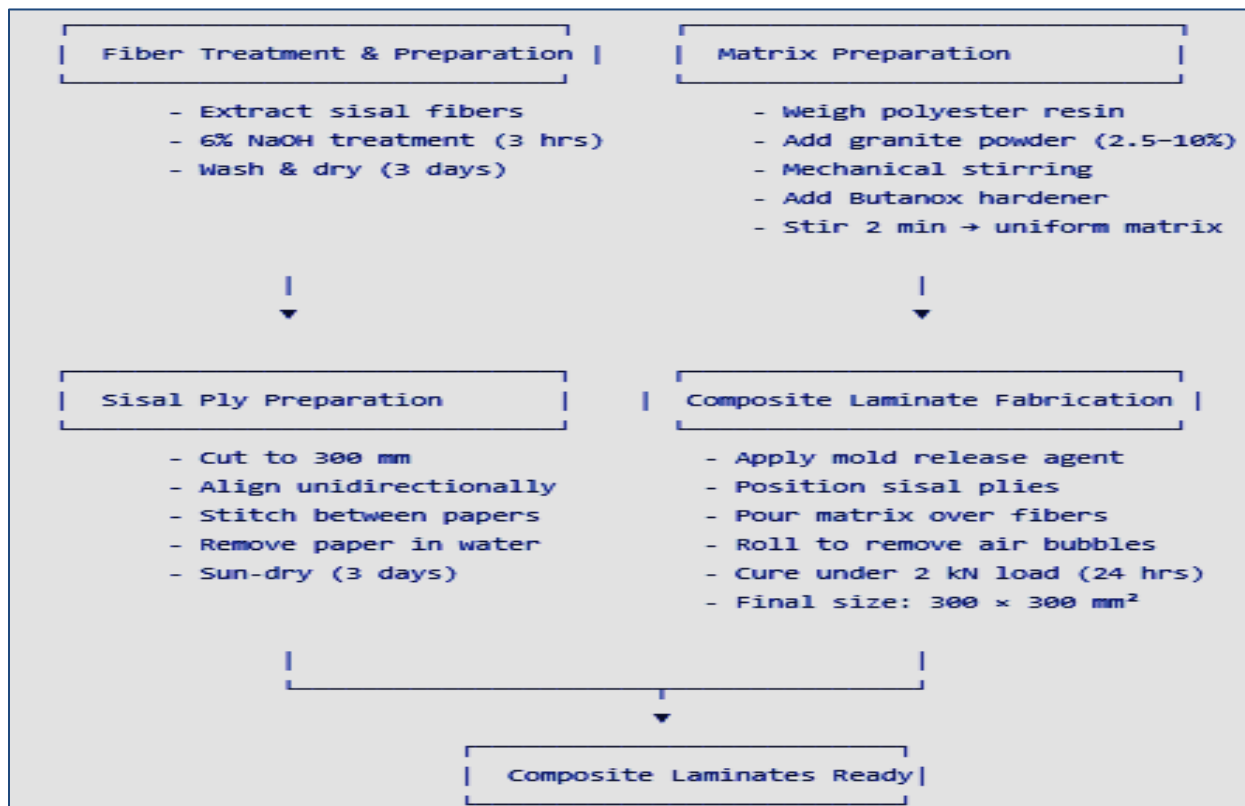 Fiber Treatment & Preparation
- Extract sisal fibers
- 6% NaOH treatment (3 hrs)
- Wash & dry (3 days)
Matrix Preparation
- Weigh polyester resin
- Add granite powder (2.5–10%)
- Mechanical stirring
- Add Butanox hardener
- Stir 2 min → uniform matrix
Sisal Ply Preparation
- Cut to 300 mm
- Align unidirectionally
- Stitch between papers
- Remove paper in water
- Sun-dry (3 days)
Composite Laminate Fabrication
- Apply mold release agent
- Position sisal plies
- Pour matrix over fibers
- Roll to remove air bubbles
- Cure under 2 kN load (24 hrs)
- Final size: 300 × 300 mm²
Composite Laminates Ready